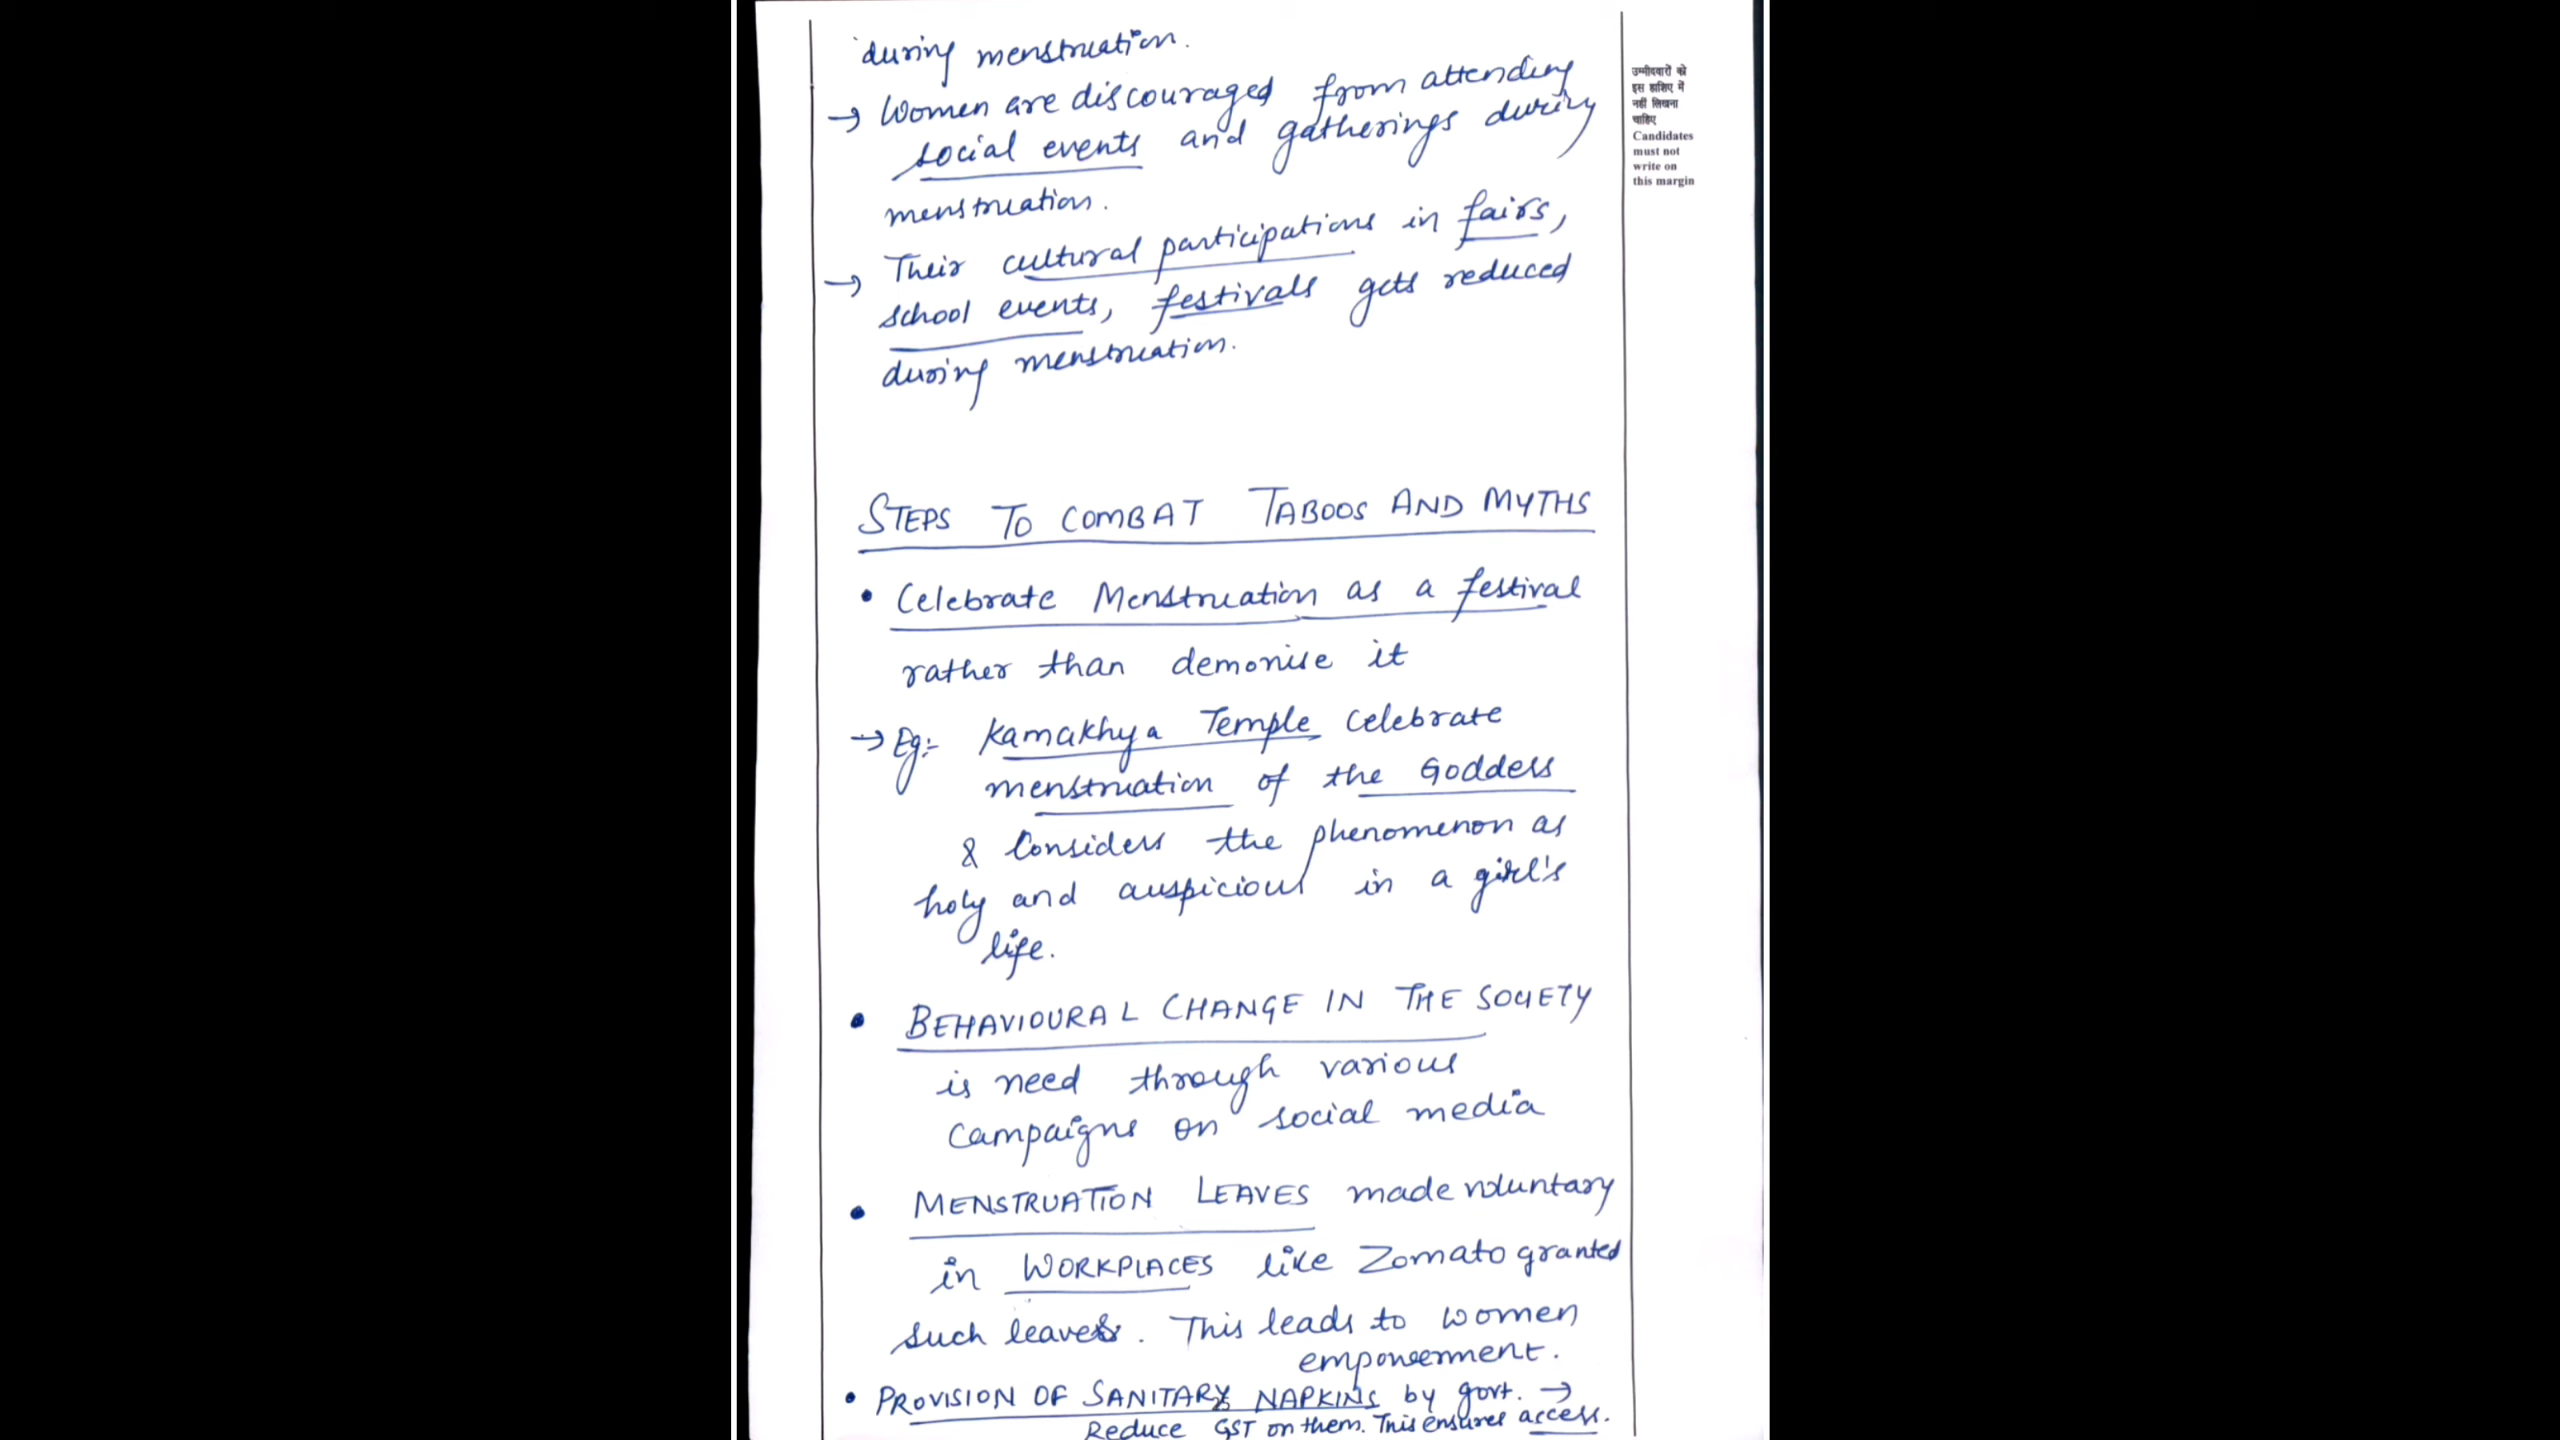 during menstruation.
→ Women are discouraged from attending
social events and gatherings during
menstruation.
→ Their cultural participations in fairs,
school events, festivals gets reduced
during menstruation.
उम्मीदवारों को
इस हाशिए में
नहीं लिखना
चाहिए
Candidates
must not
write on
this margin
STEPS TO COMBAT TABOOS AND MYTHS
• Celebrate Menstruation as a festival
rather than demonise it
→ Eg:- Kamakhya Temple celebrate
menstruation of the Goddess
& Considers the phenomenon as
holy and auspicious in a girl's
life.
• BEHAVIOURAL CHANGE IN THE SOCIETY
is need through various
campaigns on social media
• MENSTRUATION LEAVES made voluntary
in WORKPLACES like Zomato granted
such leaves. This leads to women
empowerment.
• PROVISION OF SANITARY NAPKINS by govt. →
Reduce GST on them. This ensures access.